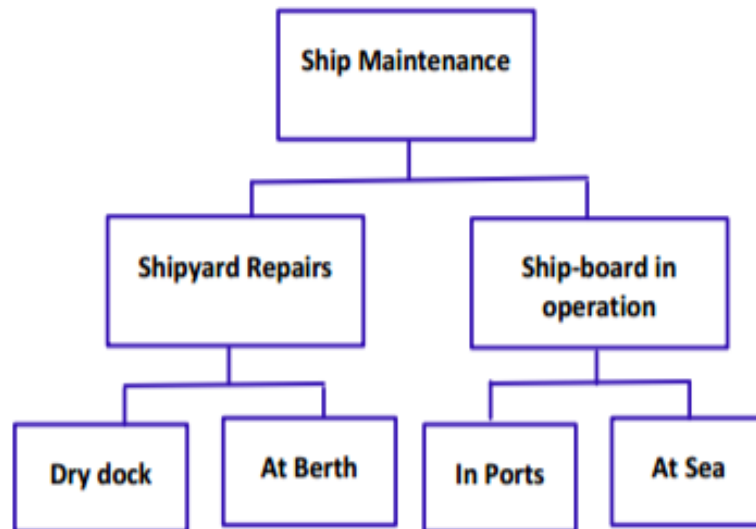 Ship Maintenance
Shipyard Repairs
Ship-board in
operation
Dry dock
At Berth
In Ports
At Sea